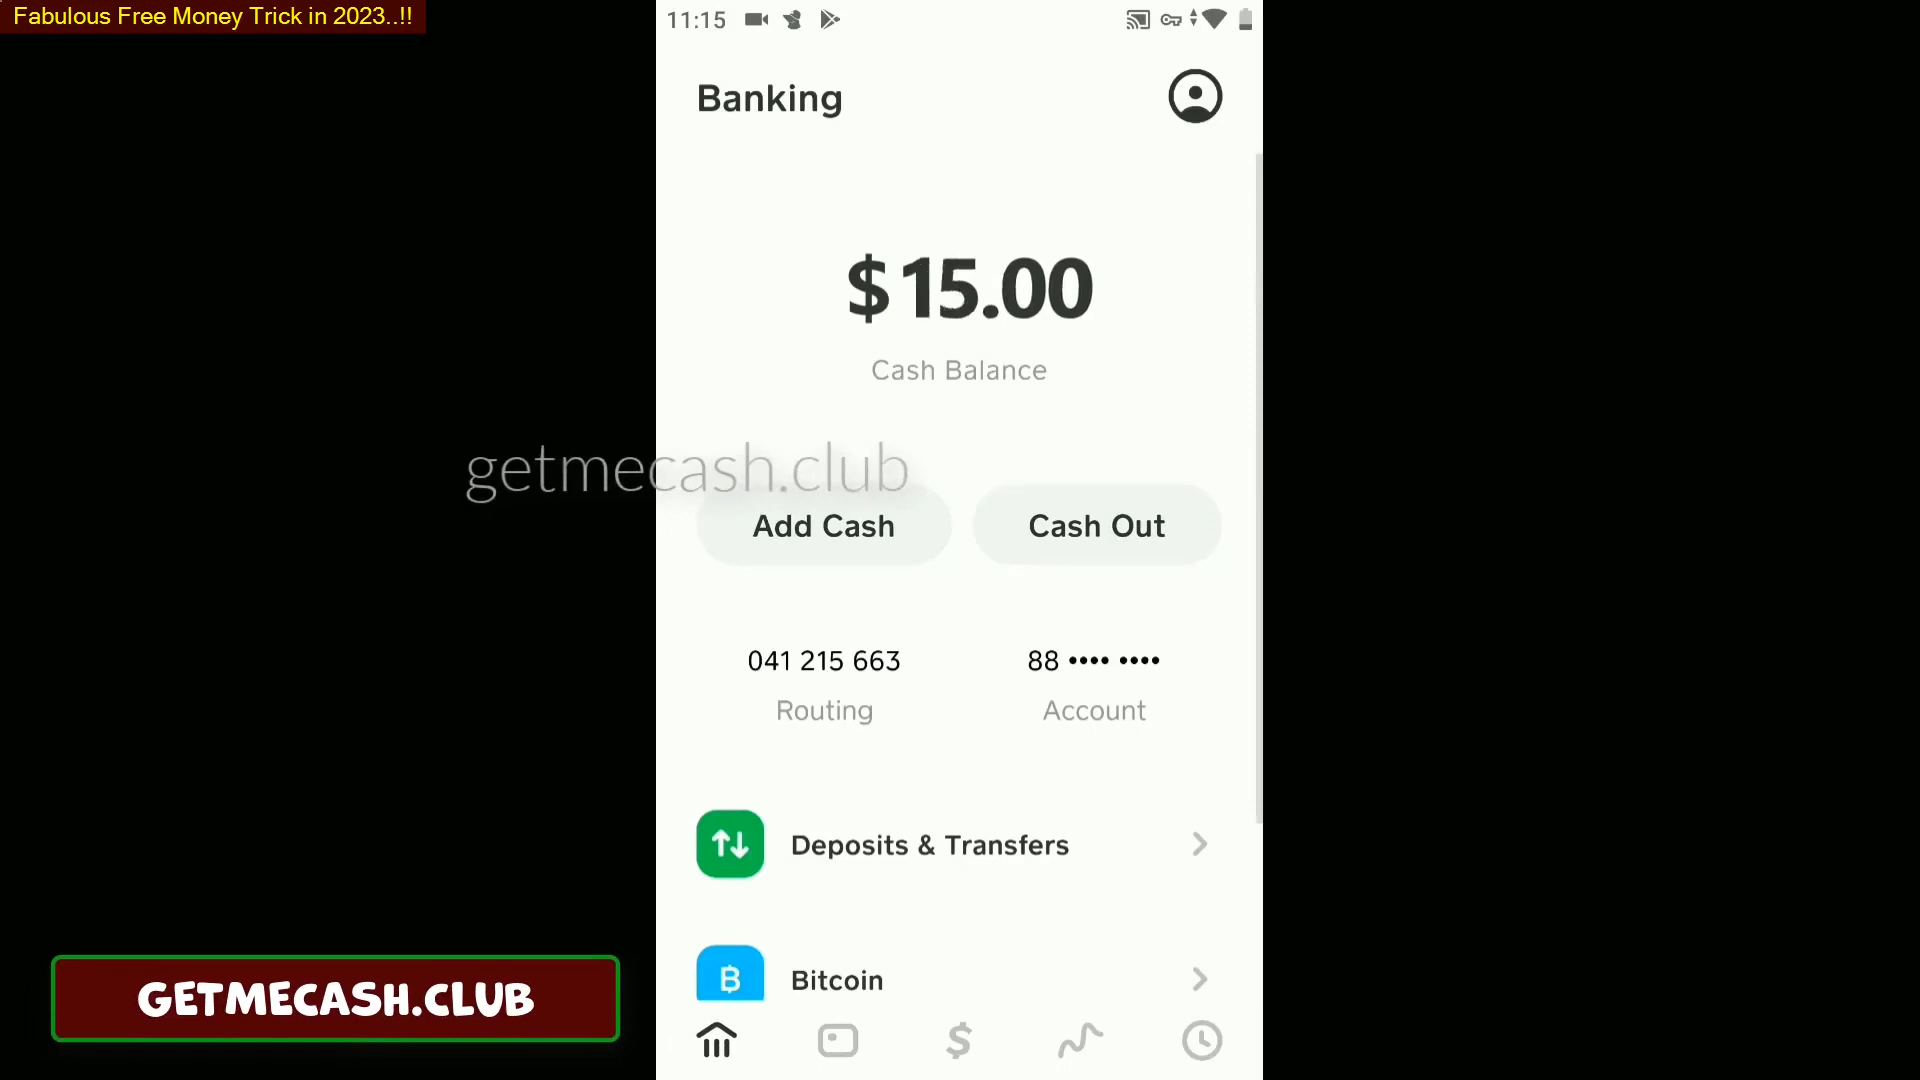 Fabulous Free Money Trick in 2023..!!
11:15
Banking
$15.00
Cash Balance
getmecash.club
Add Cash
Cash Out
041 215 663
88 •••• ••••
Routing
Account
Deposits & Transfers
Bitcoin
GETMECASH.CLUB